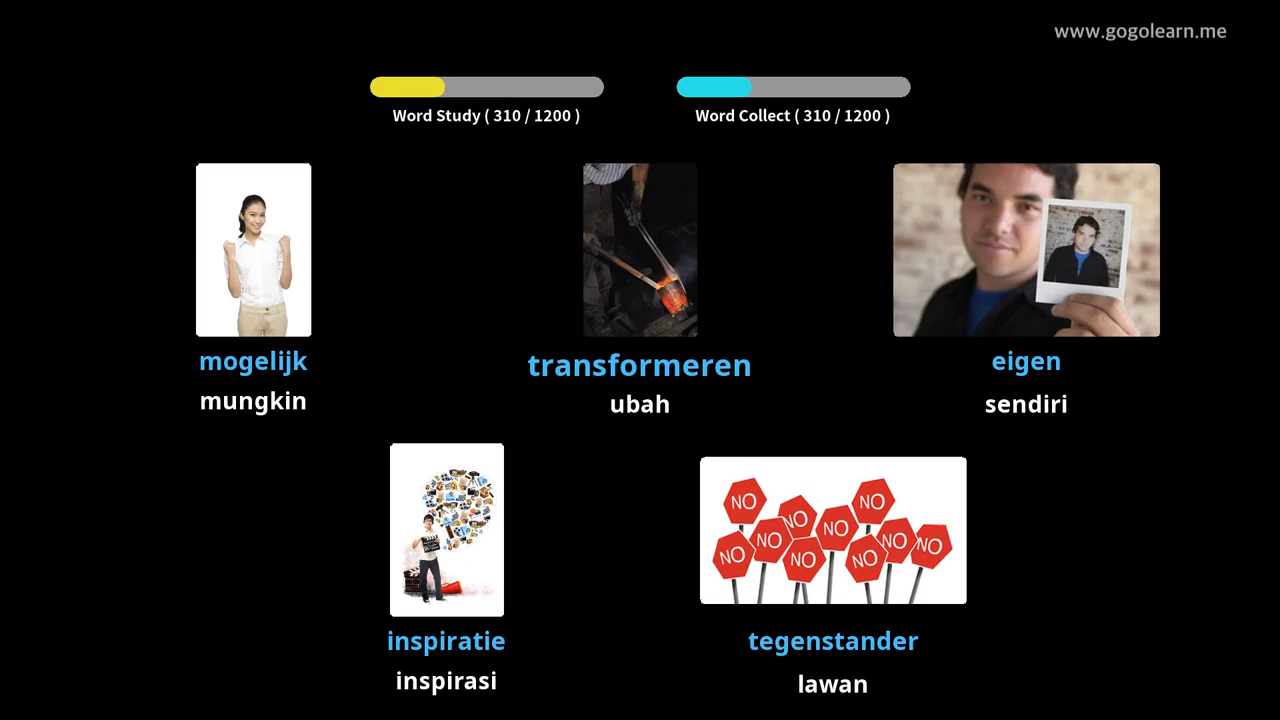 www.gogolearn.me
Word Study ( 310 / 1200 )
Word Collect ( 310 / 1200 )
mogelijk
mungkin
transformeren
ubah
eigen
sendiri
NO
NO
NO
NO
NO
NO
NO
NO
NO
NO
inspiratie
inspirasi
tegenstander
lawan